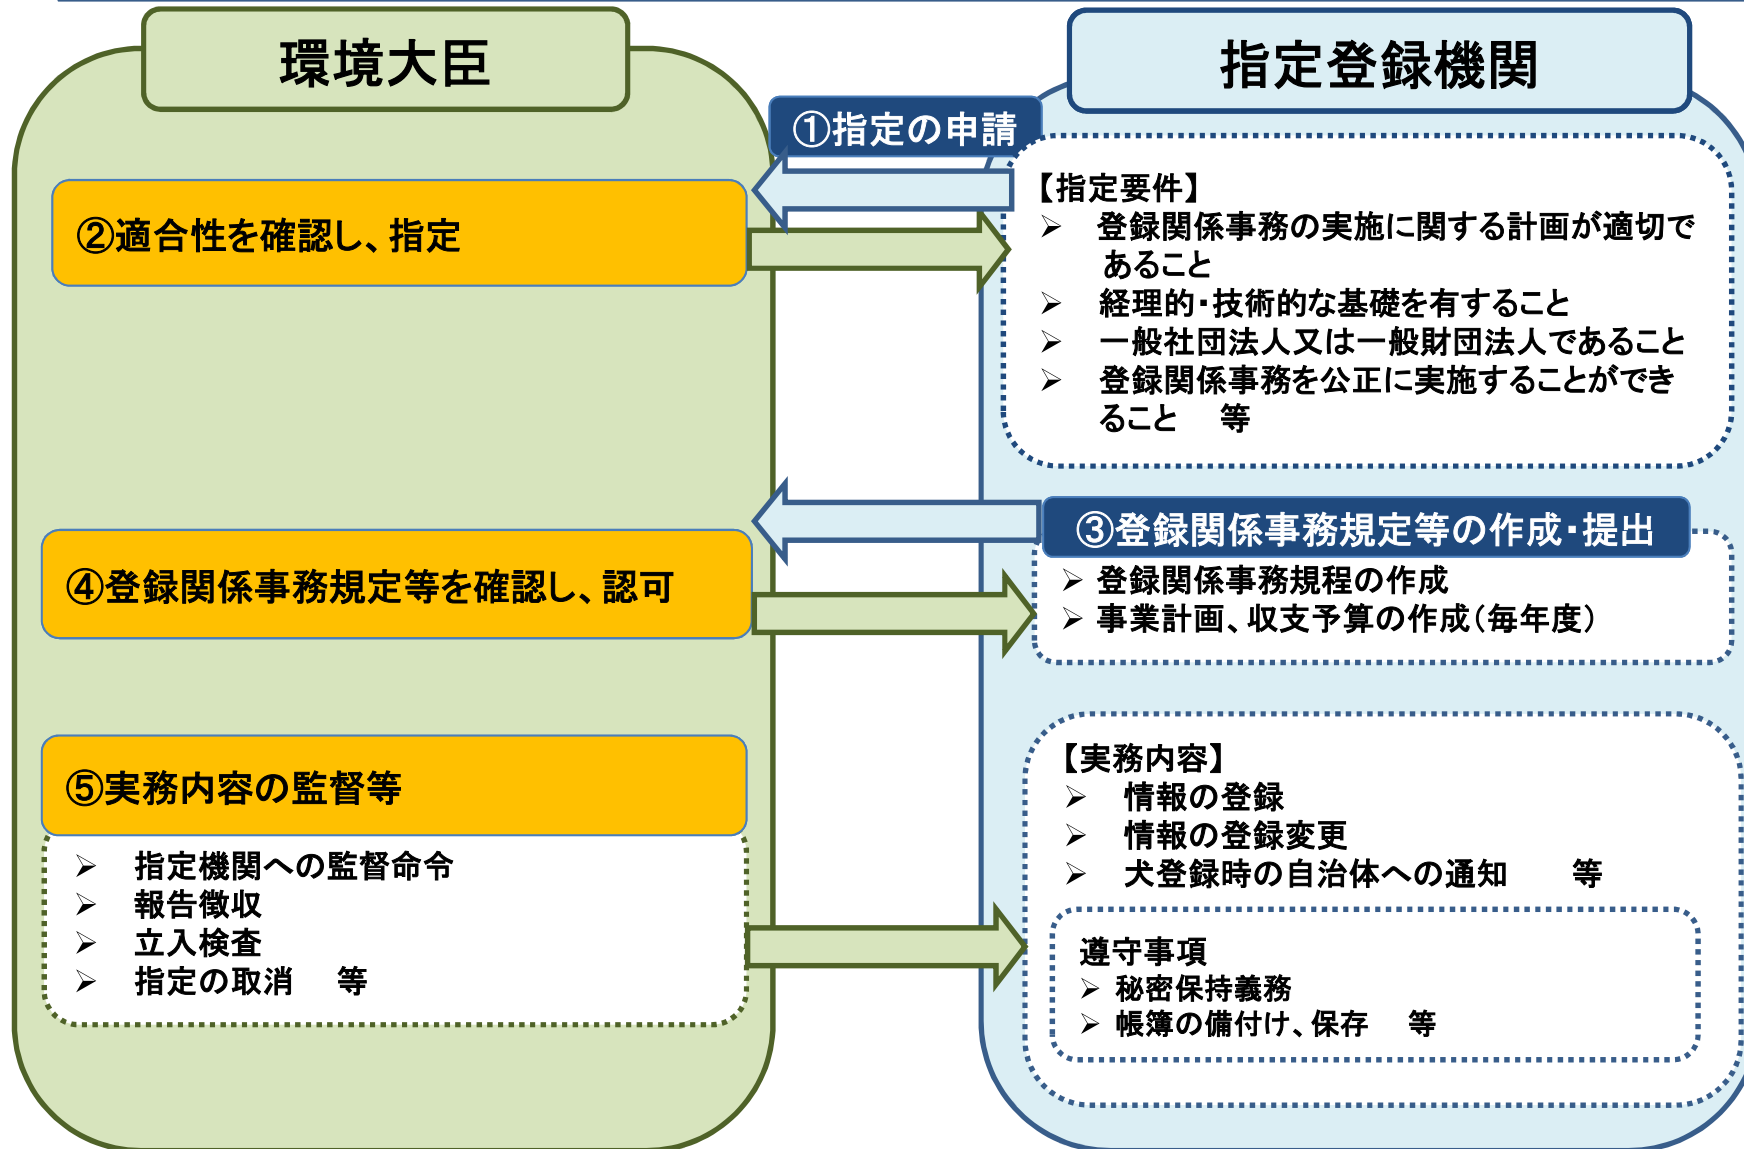 環境大臣
指定登録機関
①指定の申請
②適合性を確認し、指定
【指定要件】
➢ 登録関係事務の実施に関する計画が適切で
あること
➢ 経理的・技術的な基礎を有すること
➢ 一般社団法人又は一般財団法人であること
➢ 登録関係事務を公正に実施することができ
ること 等
③登録関係事務規定等の作成・提出
➢ 登録関係事務規程の作成
➢ 事業計画、収支予算の作成(毎年度)
④登録関係事務規定等を確認し、認可
⑤実務内容の監督等
➢ 指定機関への監督命令
➢ 報告徴収
➢ 立入検査
➢ 指定の取消 等
【実務内容】
➢ 情報の登録
➢ 情報の登録変更
➢ 犬登録時の自治体への通知 等
遵守事項
➢ 秘密保持義務
➢ 帳簿の備付け、保存 等